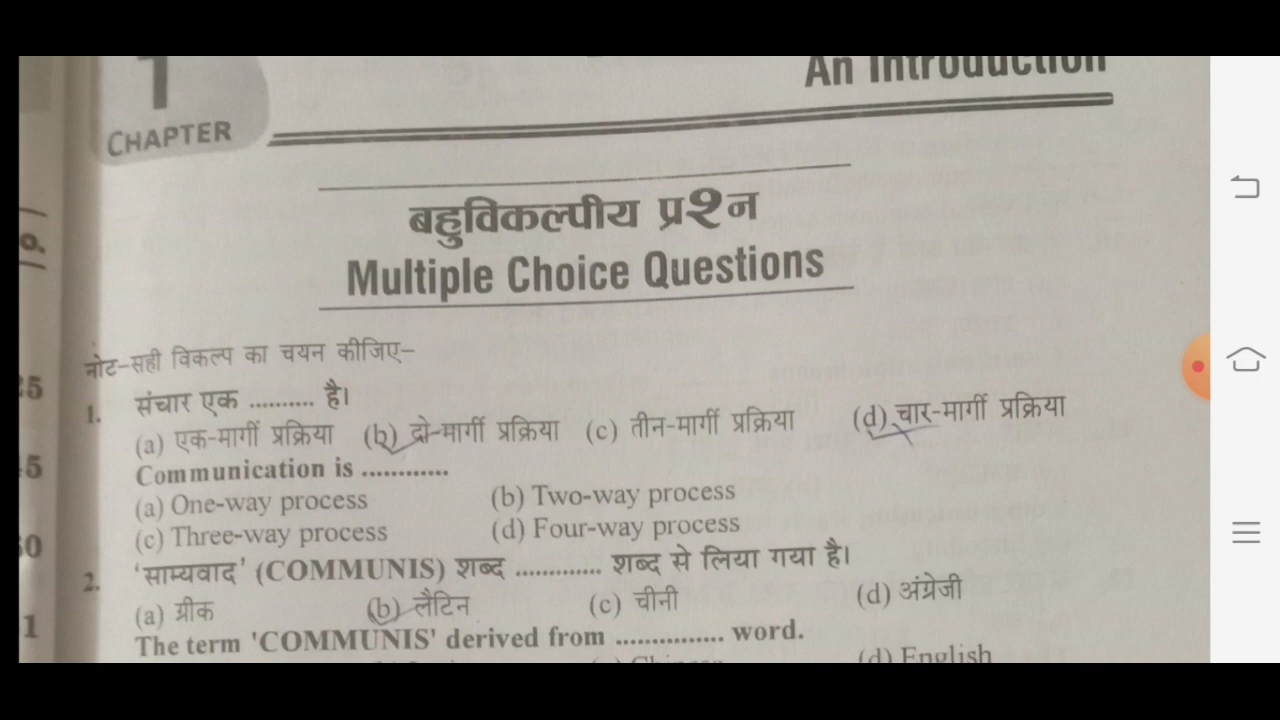 1
CHAPTER
An Introduction
बहुविकल्पीय प्रश्न
Multiple Choice Questions
नोट–सही विकल्प का चयन कीजिए–
1. संचार एक .......... है।
(a) एक-मार्गी प्रक्रिया (b) दो-मार्गी प्रक्रिया (c) तीन-मार्गी प्रक्रिया (d) चार-मार्गी प्रक्रिया
Communication is ............
(a) One-way process (b) Two-way process
(c) Three-way process (d) Four-way process
2. 'साम्यवाद' (COMMUNIS) शब्द ............. शब्द से लिया गया है।
(a) ग्रीक (b) लैटिन (c) चीनी (d) अंग्रेजी
The term 'COMMUNIS' derived from ............... word.
(d) English